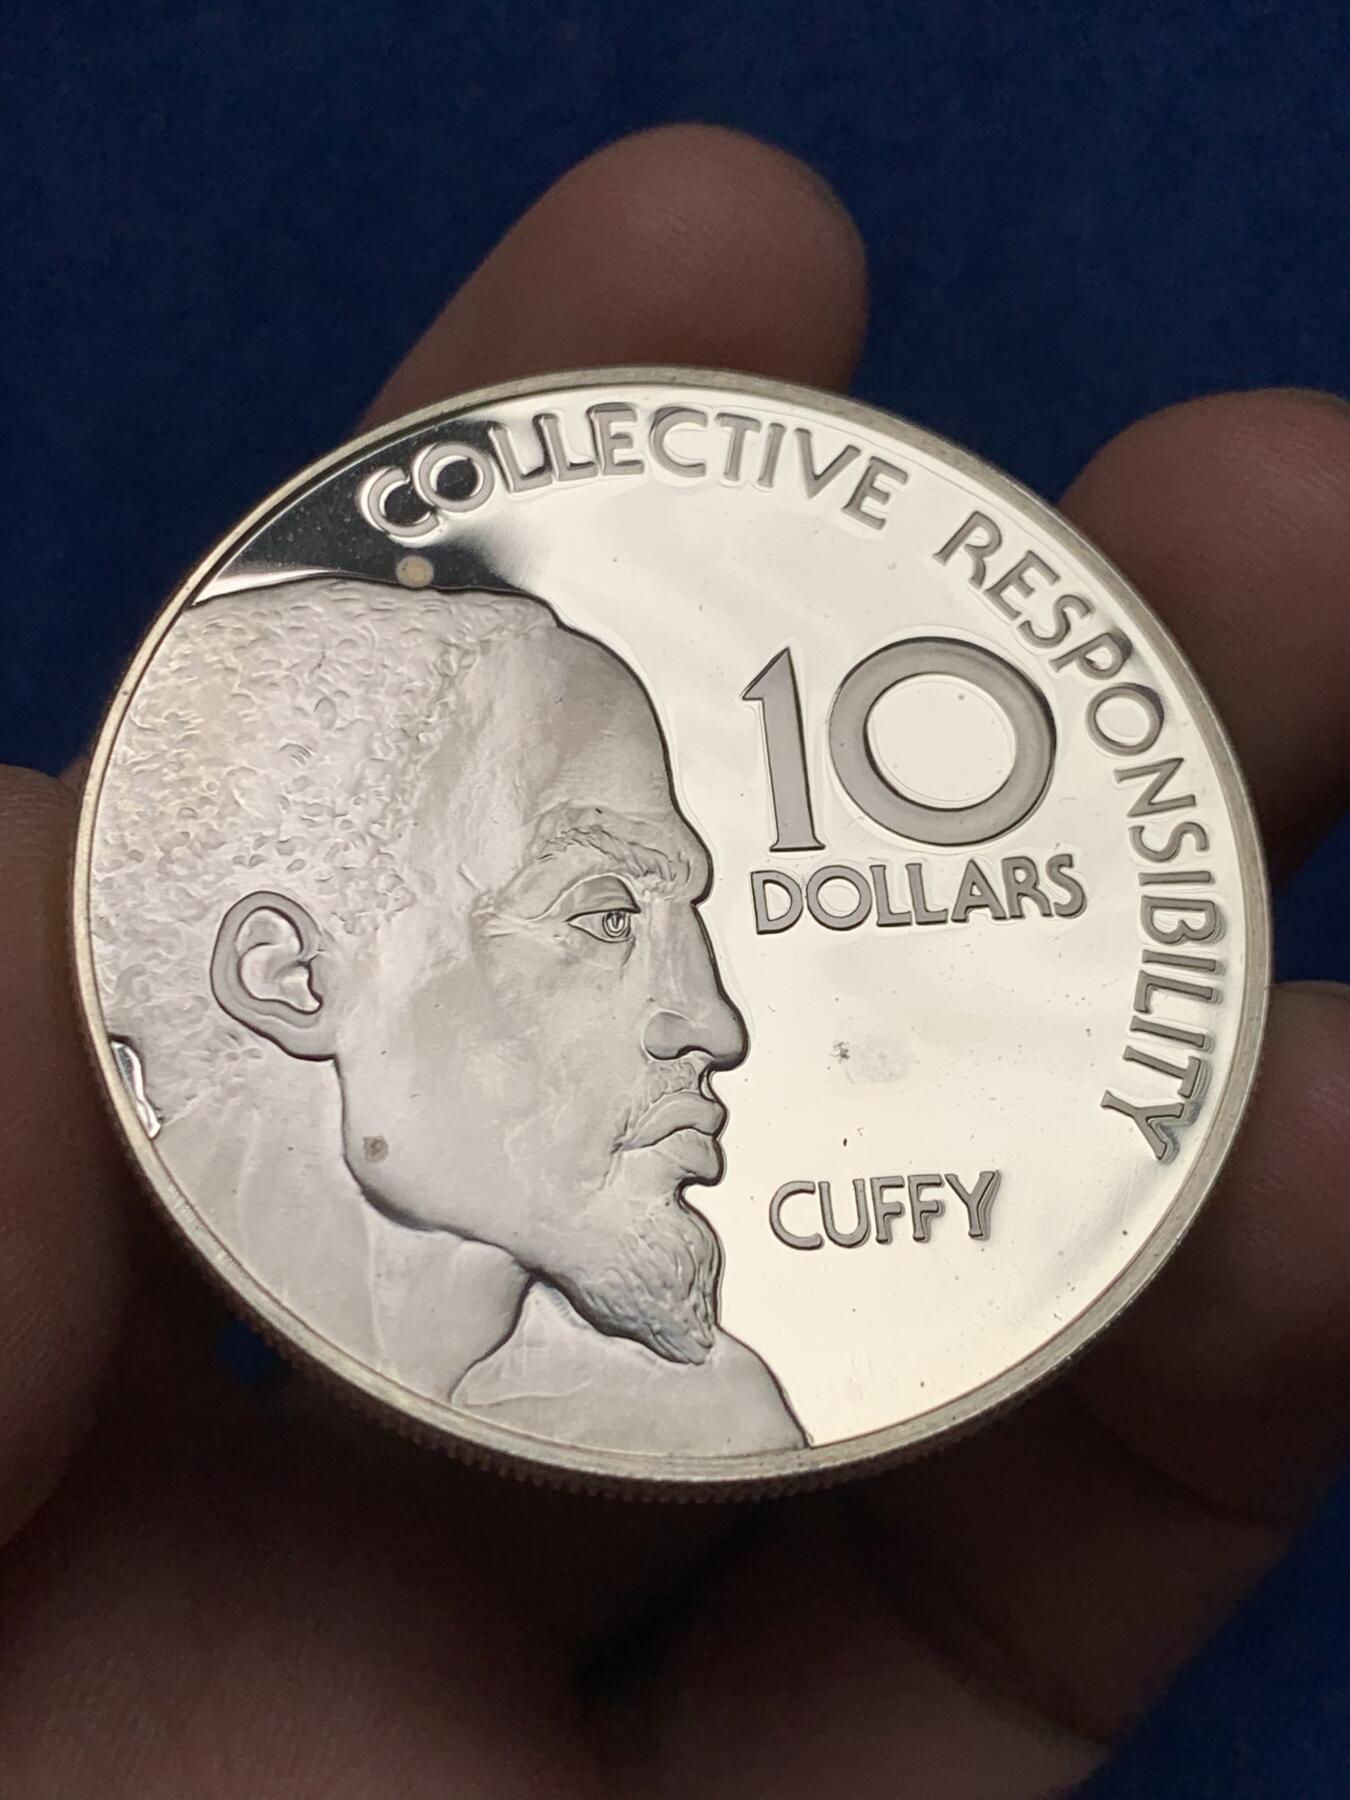 COLLECTIVE RESPONSIBILITY
10
DOLLARS
CUFFY